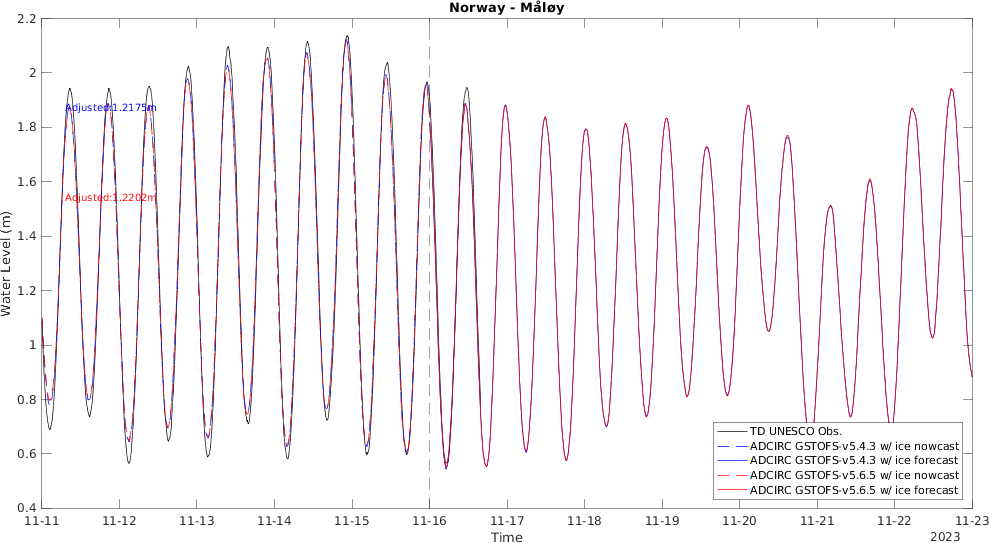 Norway - Måløy
2.2
2
1.8
1.6
1.4
1.2
1
0.8
0.6
0.4
Water Level (m)
Adjusted:1.2175m
Adjusted:1.2202m
TD UNESCO Obs.
ADCIRC GSTOFS-v5.4.3 w/ ice nowcast
ADCIRC GSTOFS-v5.4.3 w/ ice forecast
ADCIRC GSTOFS-v5.6.5 w/ ice nowcast
ADCIRC GSTOFS-v5.6.5 w/ ice forecast
11-11 11-12 11-13 11-14 11-15 11-16 11-17 11-18 11-19 11-20 11-21 11-22 11-23
Time
2023